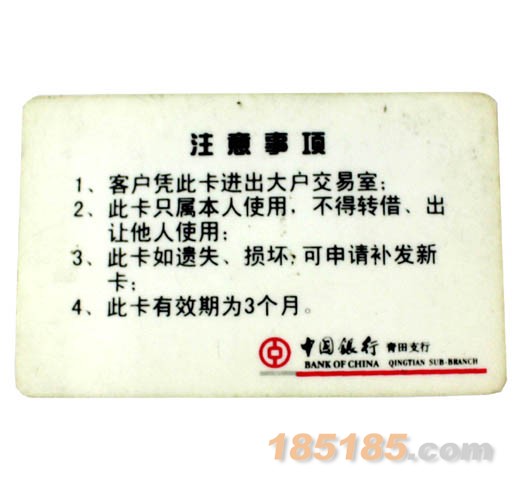 注意事项
1、客户凭此卡进出大户交易室；
2、此卡只属本人使用，不得转借、出
让他人使用；
3、此卡如遗失、损坏，可申请补发新
卡；
4、此卡有效期为3个月。
中国银行 青田支行
BANK OF CHINA QINGTIAN SUB-BRANCH
185185.com